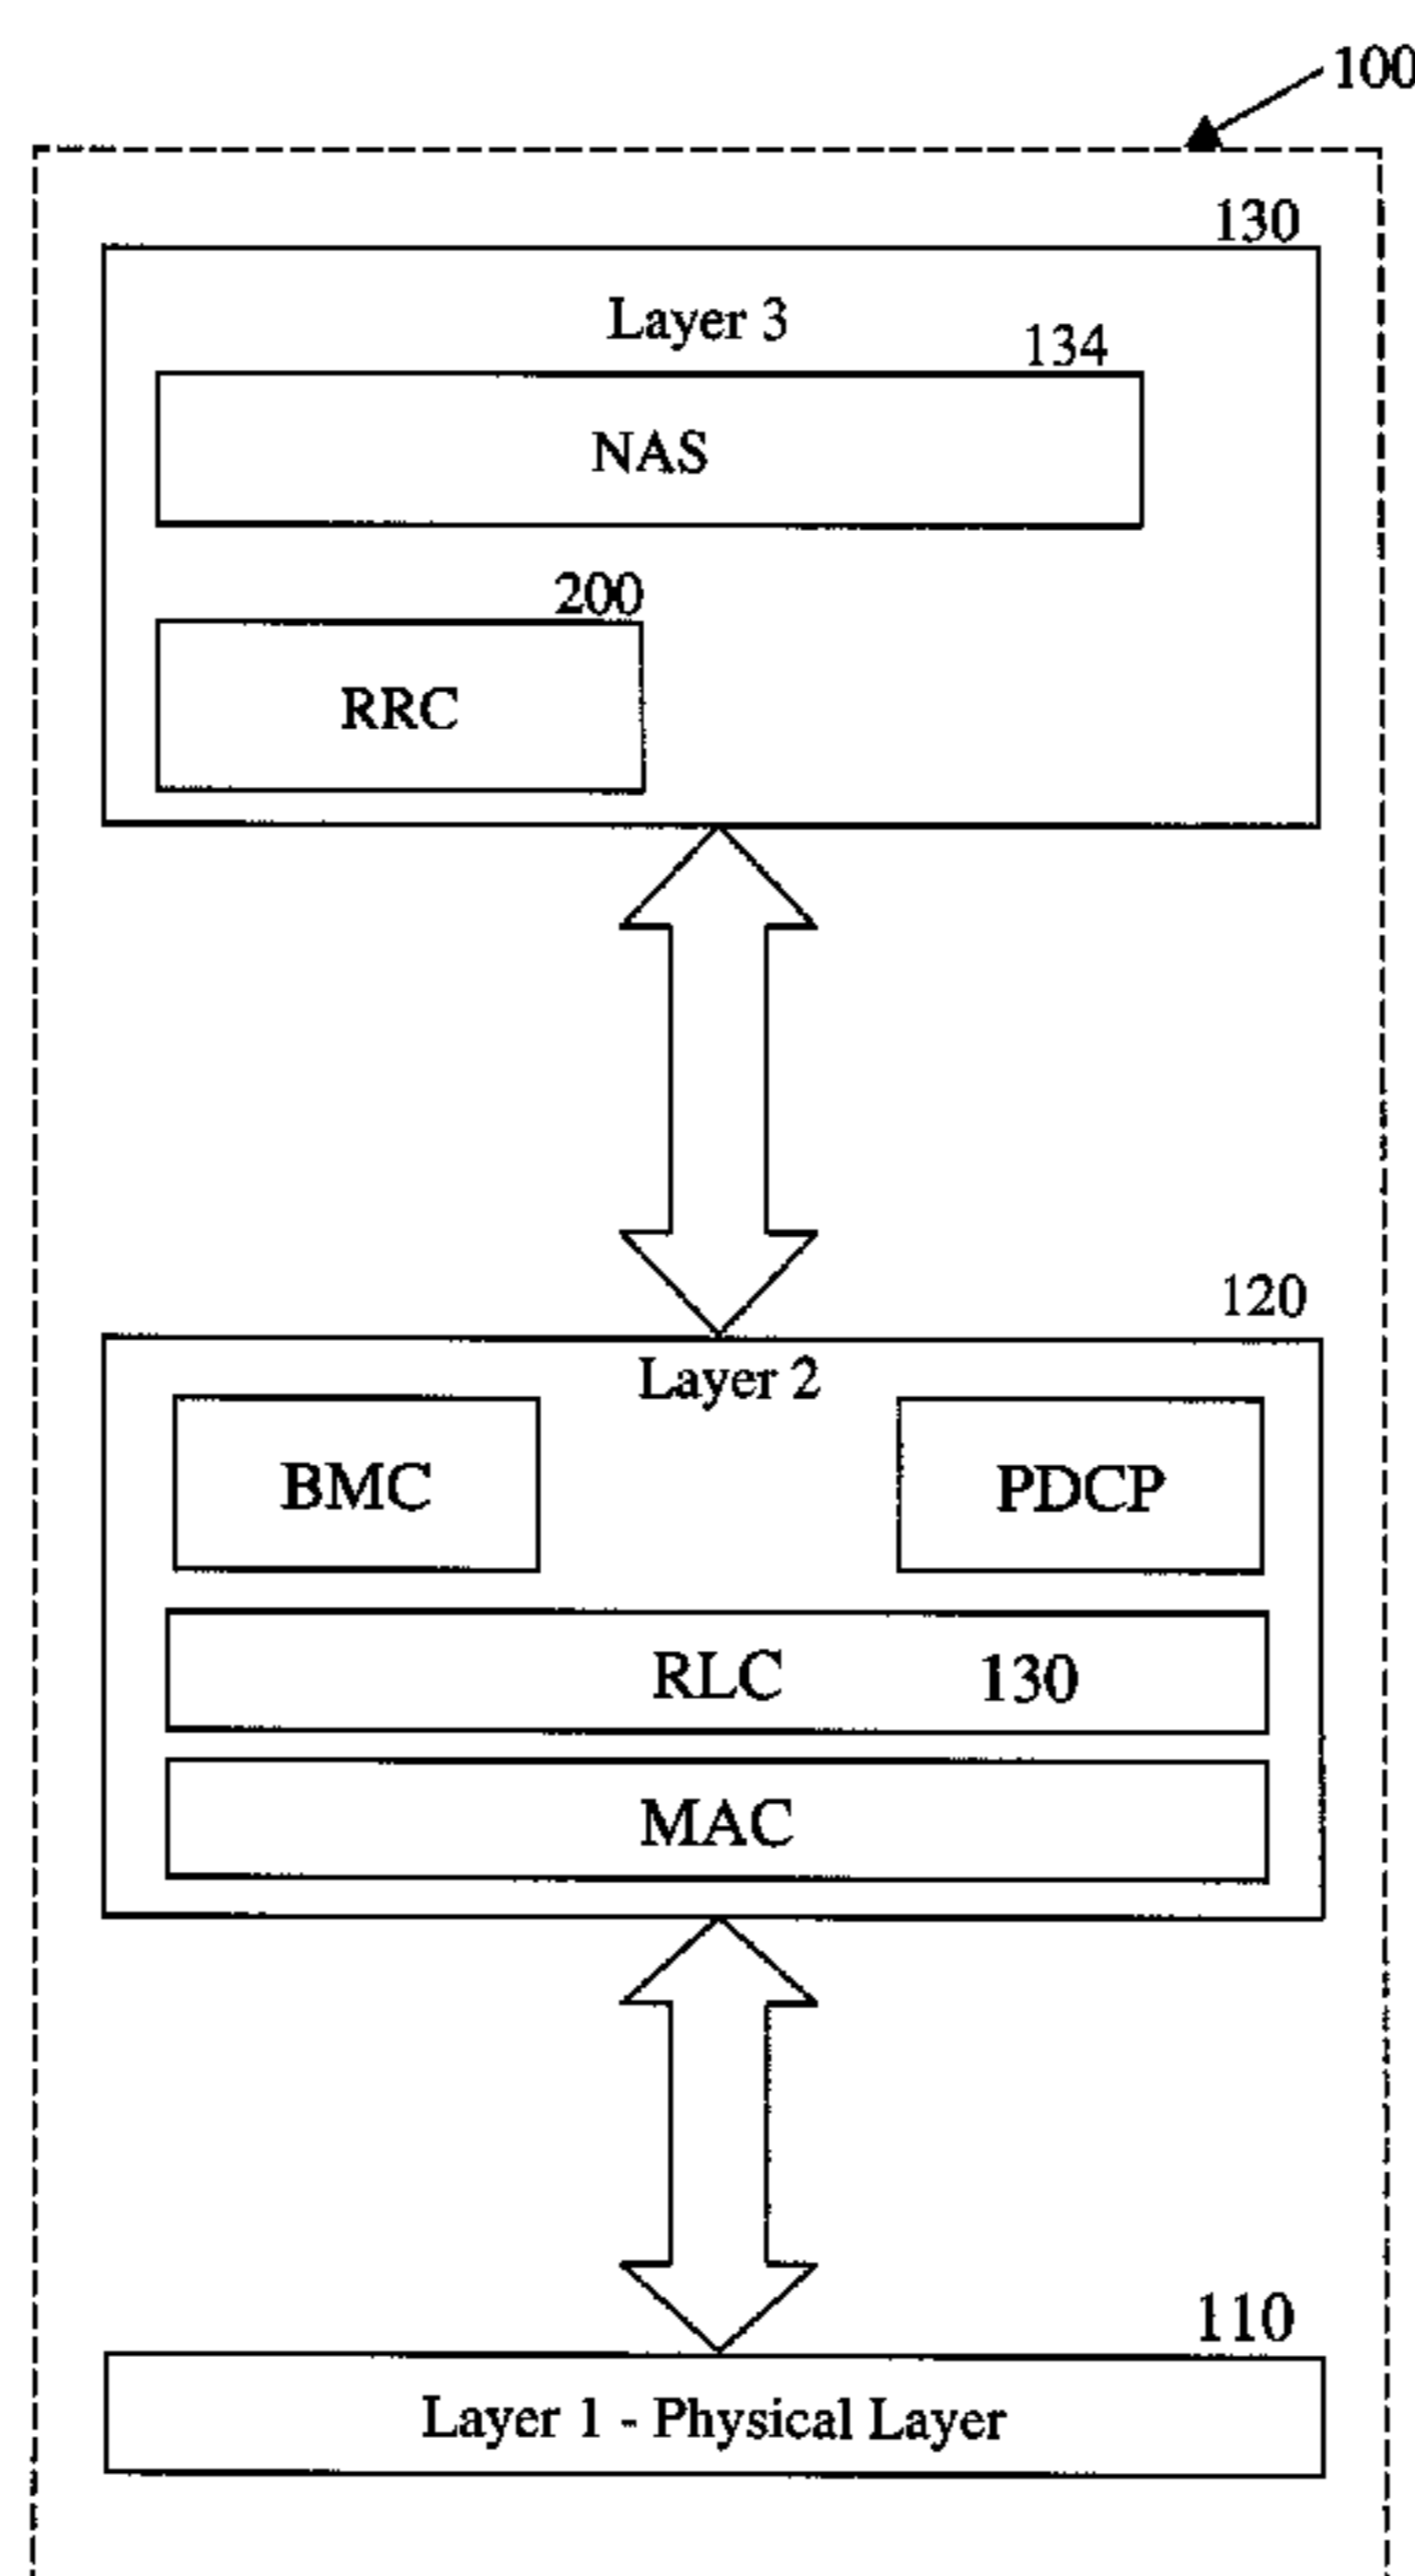 100
130
Layer 3
134
NAS
200
RRC
120
Layer 2
BMC
PDCP
RLC 130
MAC
110
Layer 1 - Physical Layer